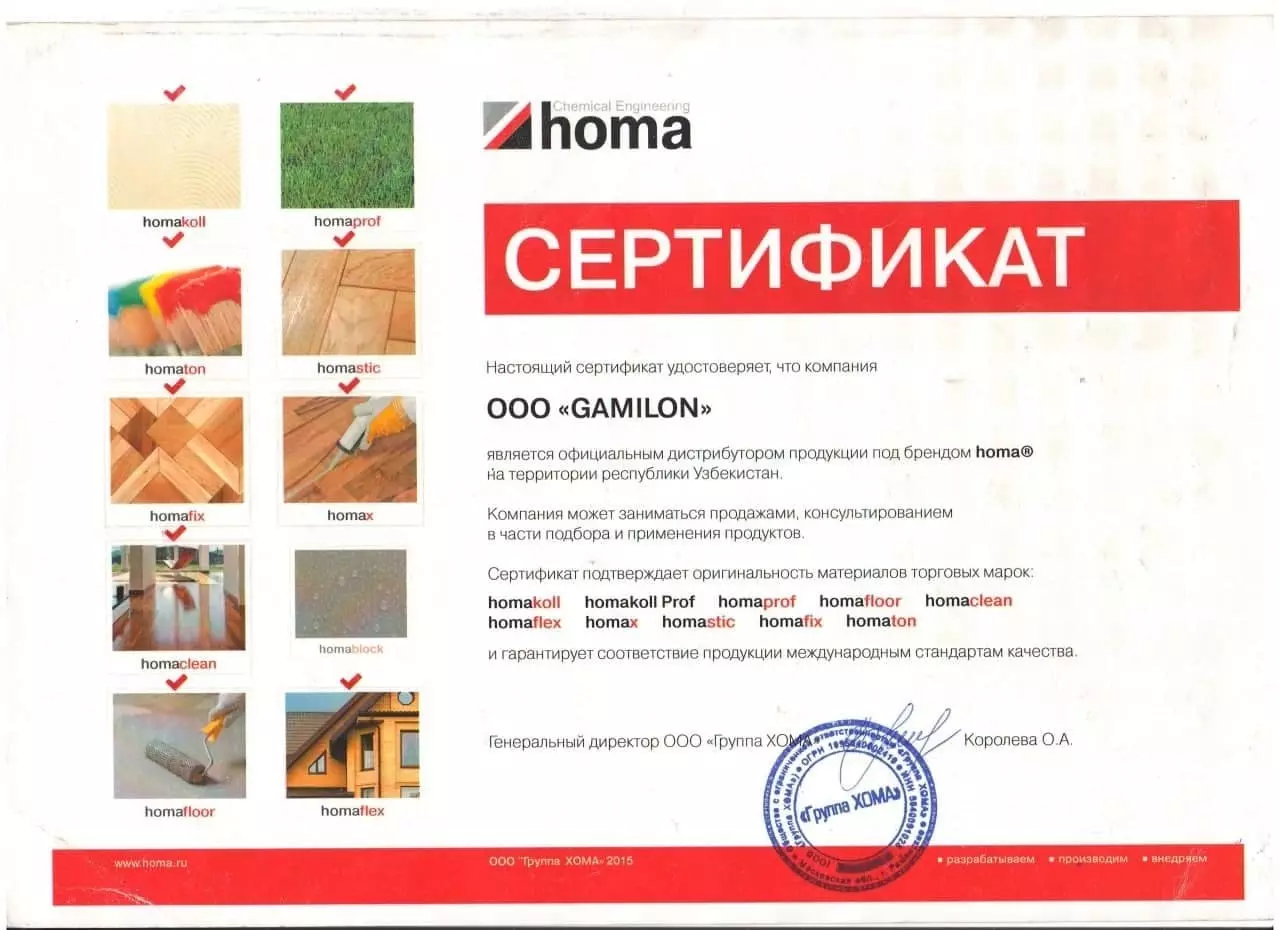 homakoll
homaprof
homaton
homastic
homafix
homax
homaclean
homablock
homafloor
homaflex
Chemical Engineering
homa
СЕРТИФИКАТ
Настоящий сертификат удостоверяет, что компания
ООО «GAMILON»
является официальным дистрибутором продукции под брендом homa®
на территории республики Узбекистан.
Компания может заниматься продажами, консультированием
в части подбора и применения продуктов.
Сертификат подтверждает оригинальность материалов торговых марок:
homakoll homakoll Prof homaprof homafloor homaclean
homaflex homax homastic homafix homaton
и гарантирует соответствие продукции международным стандартам качества.
Генеральный директор ООО «Группа ХОМА Королева О.А.
«Группа ХОМА»
www.homa.ru ООО "Группа ХОМА» 2015 ▪ разрабатываем ▪ производим ▪ внедряем